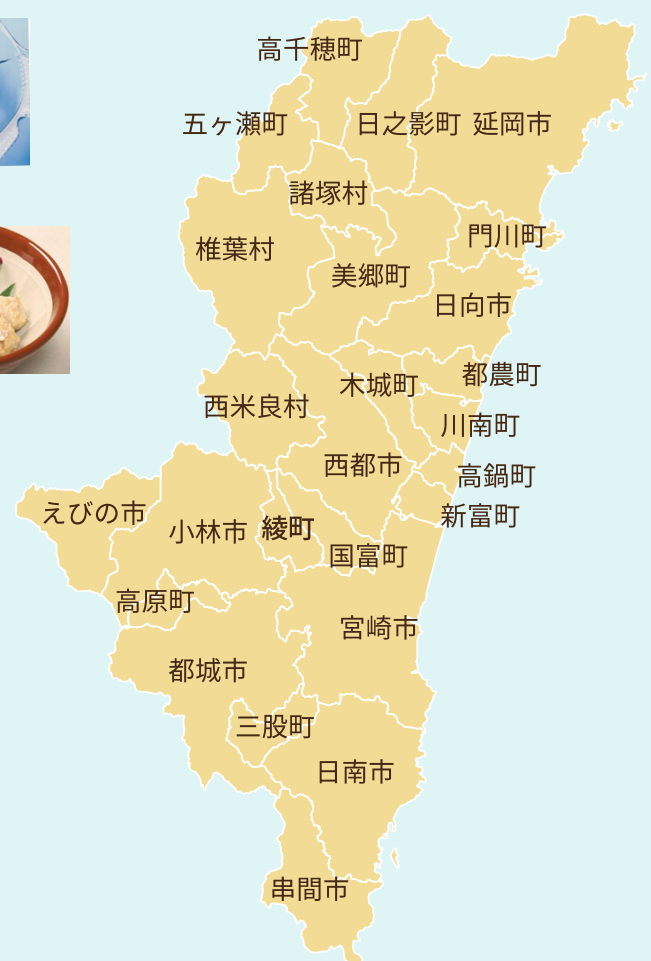 高千穂町
五ヶ瀬町
日之影町
延岡市
諸塚村
門川町
椎葉村
美郷町
日向市
都農町
木城町
西米良村
川南町
西都市
高鍋町
えびの市
新富町
小林市
綾町
国富町
高原町
宮崎市
都城市
三股町
日南市
串間市